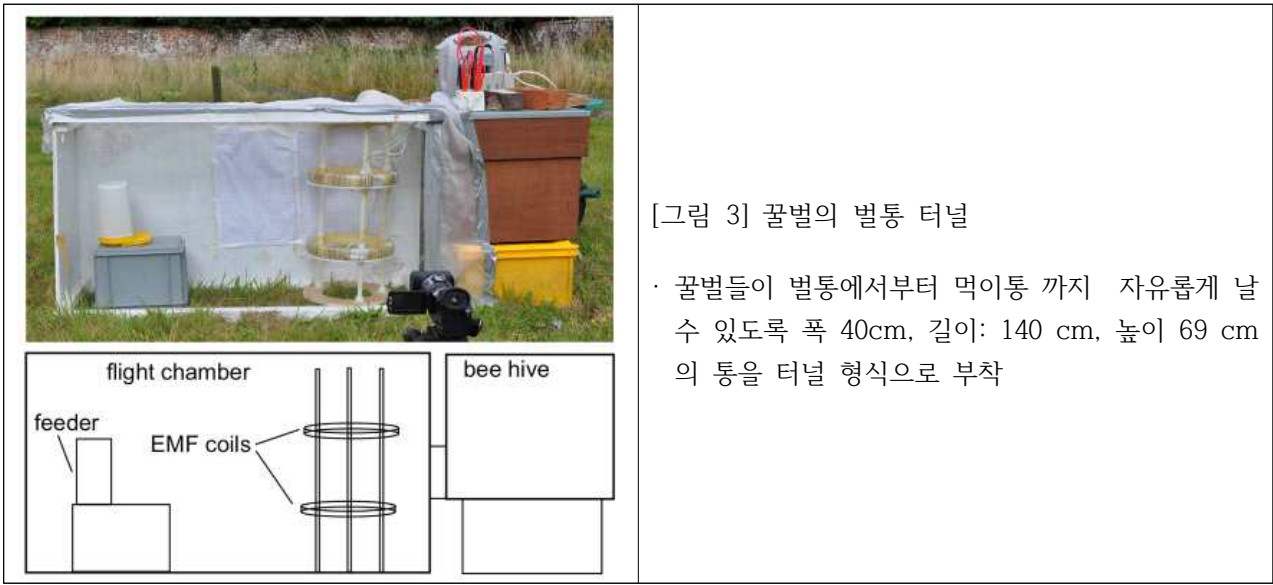 flight chamber
bee hive
feeder
EMF coils
[그림 3] 꿀벌의 벌통 터널
· 꿀벌들이 벌통에서부터 먹이통 까지 자유롭게 날
수 있도록 폭 40cm, 길이: 140 cm, 높이 69 cm
의 통을 터널 형식으로 부착